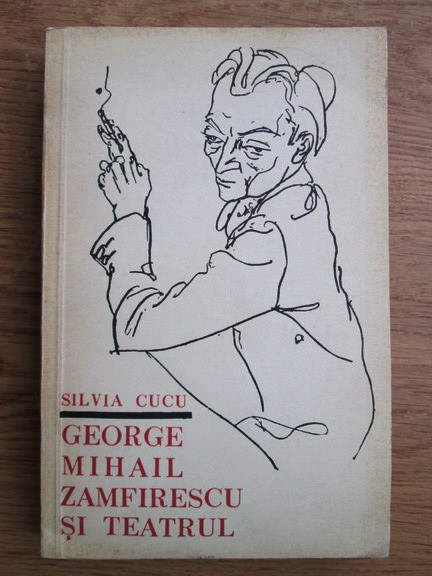 SILVIA CUCU
GEORGE
MIHAIL
ZAMFIRESCU
ȘI TEATRUL